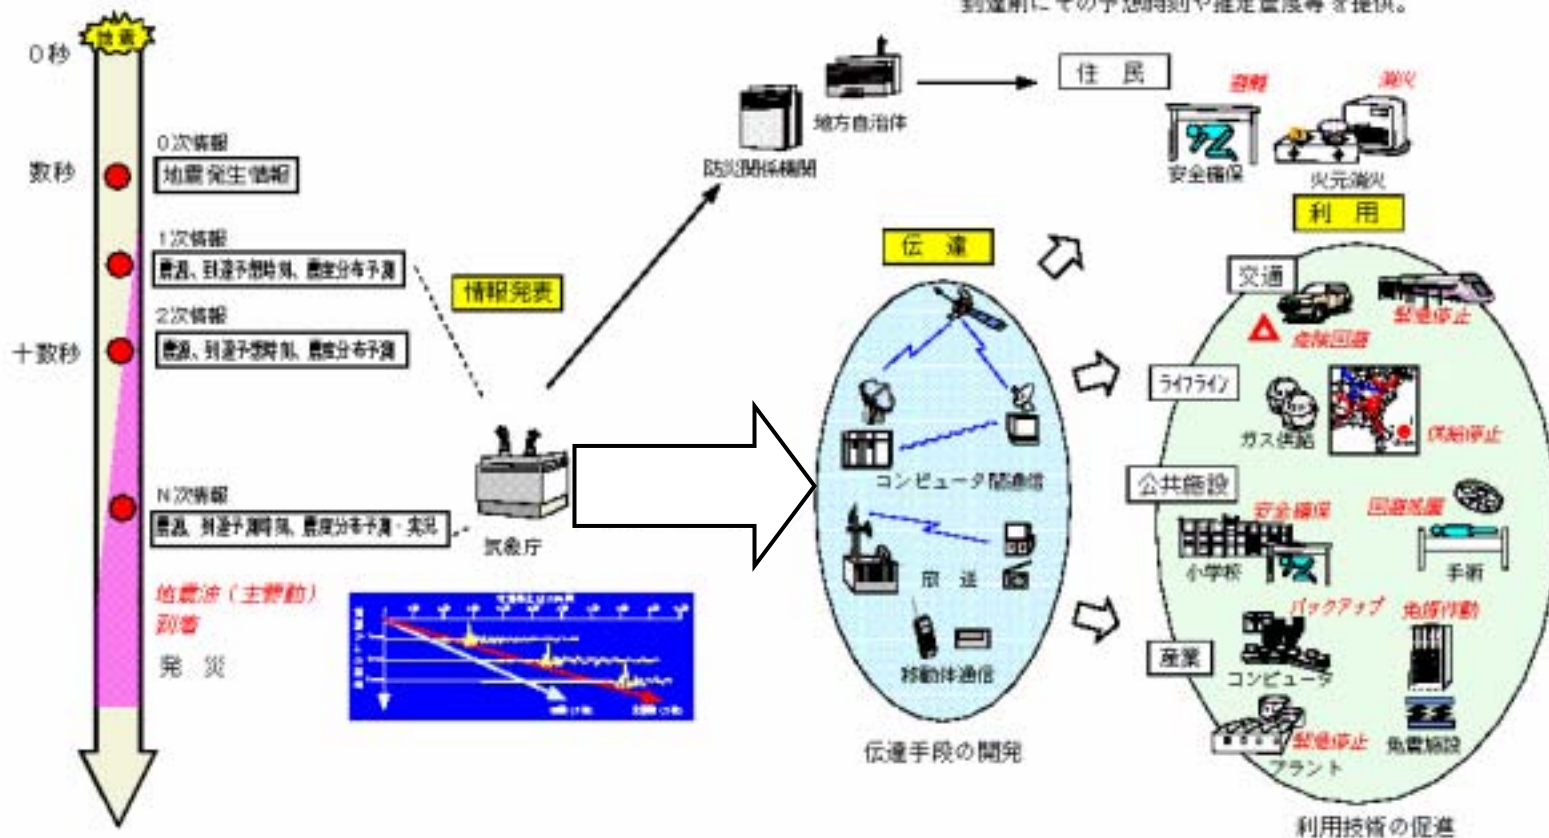 到達前にその予想時刻や推定震度等を提供。
地震
0秒
数秒
十数秒
0次情報
地震発生情報
1次情報
震源、到達予想時刻、震度分布予測
2次情報
震源、到達予想時刻、震度分布予測
N次情報
震源、到達予測時刻、震度分布予測・実況
地震波(主要動)
到着
発災
情報発表
気象庁
防災関係機関
地方自治体
住民
避難
安全確保
消火
火元消火
伝達
コンピュータ間通信
放送
移動体通信
伝達手段の開発
利用
交通
危険回避
緊急停止
ライフライン
ガス供給
供給停止
公共施設
安全確保
小学校
回避処置
手術
産業
バックアップ
コンピュータ
免振作動
免震施設
緊急停止
プラント
利用技術の促進